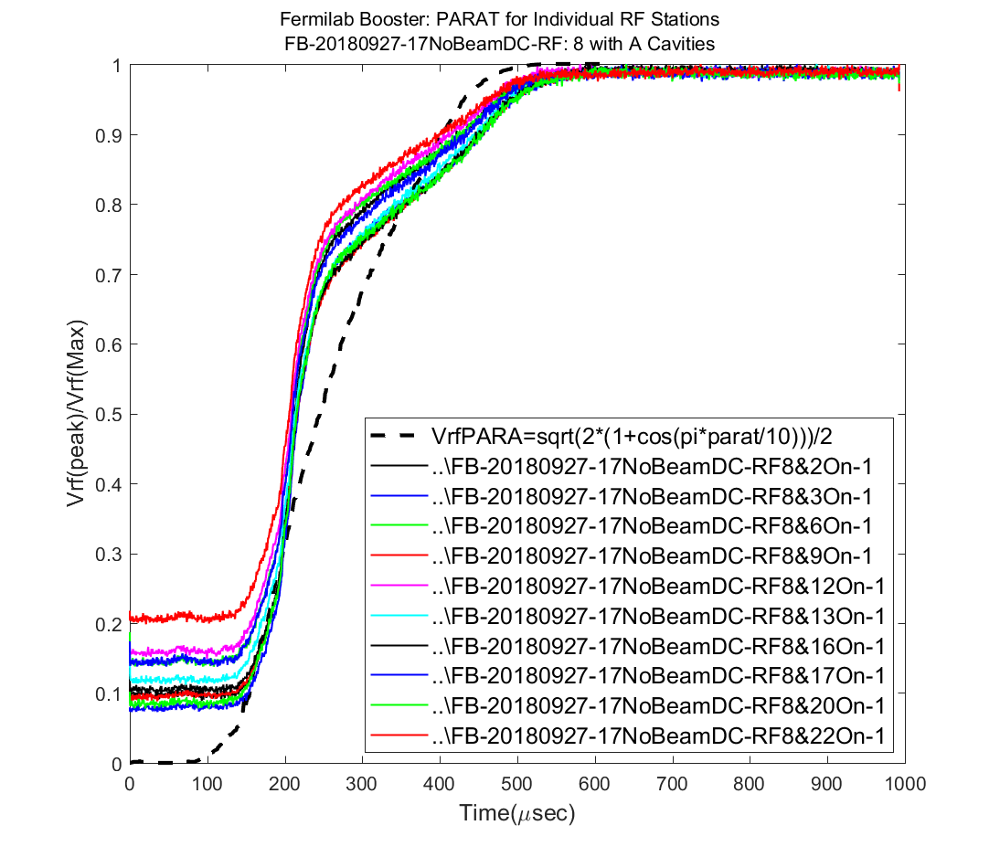 Fermilab Booster: PARAT for Individual RF Stations
FB-20180927-17NoBeamDC-RF: 8 with A Cavities
1
0.9
0.8
0.7
0.6
0.5
0.4
0.3
0.2
0.1
0
Vrf(peak)/Vrf(Max)
VrfPARA=sqrt(2*(1+cos(pi*parat/10)))/2
..\FB-20180927-17NoBeamDC-RF8&2On-1
..\FB-20180927-17NoBeamDC-RF8&3On-1
..\FB-20180927-17NoBeamDC-RF8&6On-1
..\FB-20180927-17NoBeamDC-RF8&9On-1
..\FB-20180927-17NoBeamDC-RF8&12On-1
..\FB-20180927-17NoBeamDC-RF8&13On-1
..\FB-20180927-17NoBeamDC-RF8&16On-1
..\FB-20180927-17NoBeamDC-RF8&17On-1
..\FB-20180927-17NoBeamDC-RF8&20On-1
..\FB-20180927-17NoBeamDC-RF8&22On-1
0 100 200 300 400 500 600 700 800 900 1000
Time(μsec)